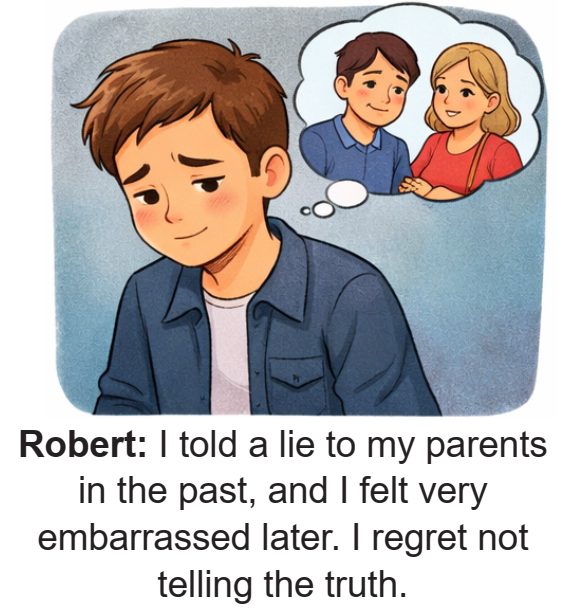 Robert: I told a lie to my parents
in the past, and I felt very
embarrassed later. I regret not
telling the truth.